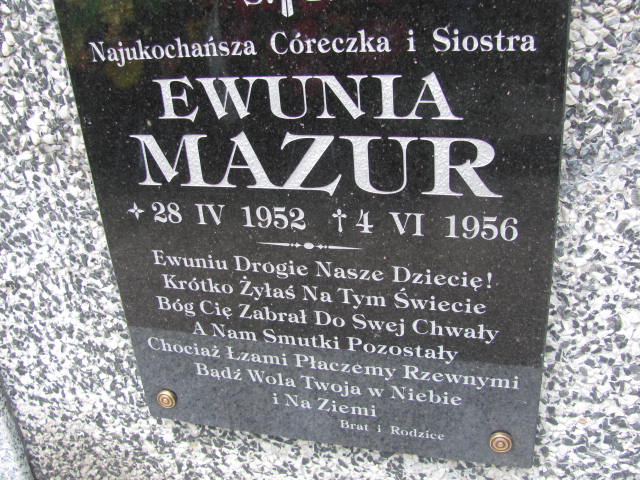 Najukochańsza Córeczka i Siostra
EWUNIA
MAZUR
28 IV 1952 † 4 VI 1956
Ewuniu Drogie Nasze Dziecię!
Krótko Żyłaś Na Tym Świecie
Bóg Cię Zabrał Do Swej Chwały
A Nam Smutki Pozostały
Chociaż Łzami Płaczemy Rzewnymi
Bądź Wola Twoja w Niebie
i Na Ziemi
Brat i Rodzice